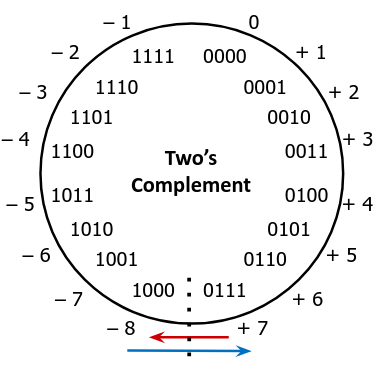 – 1 0
– 2 1111 0000 + 1
– 3 1110 0001 + 2
1101 0010
– 4 1100 Two's 0011 + 3
Complement
– 5 1011 0100 + 4
1010 0101
– 6 1001 0110 + 5
– 7 1000 0111 + 6
– 8 + 7